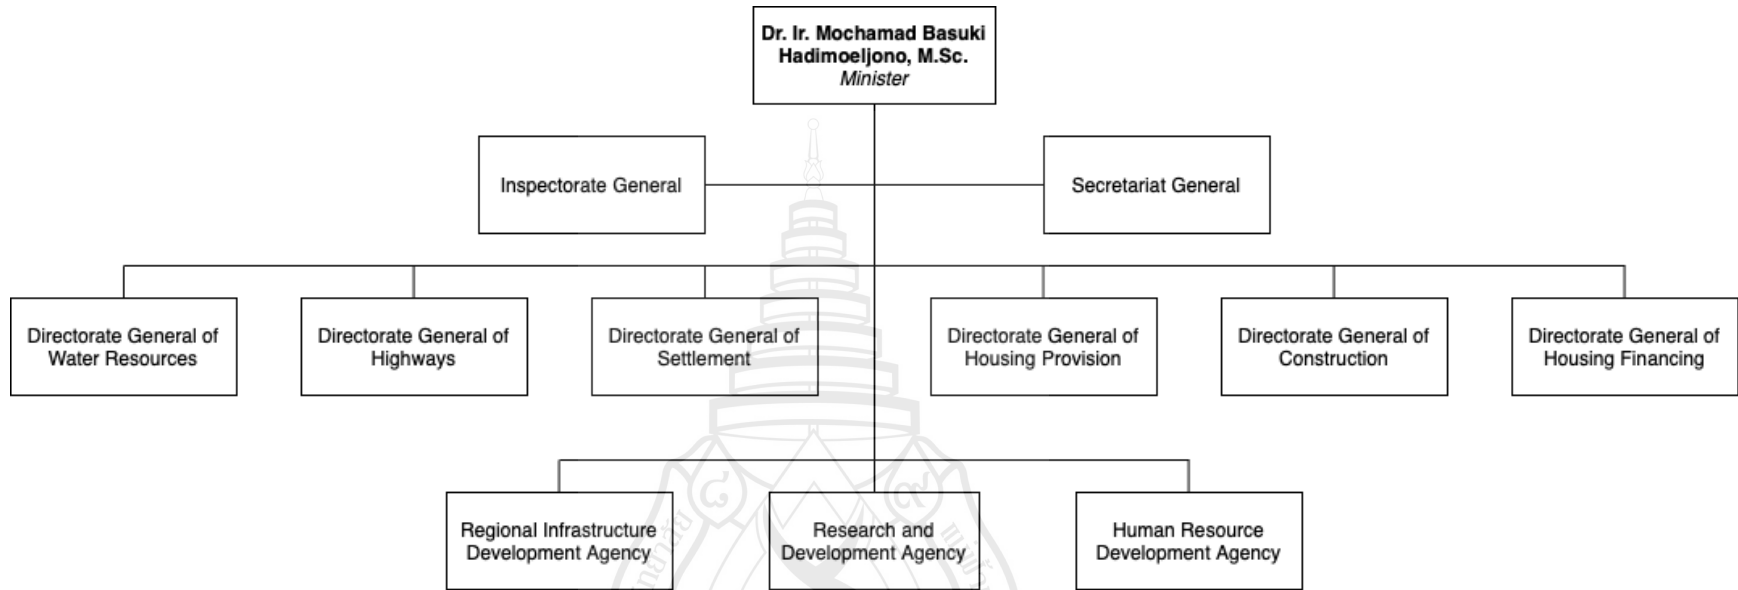 Dr. Ir. Mochamad Basuki
Hadimoeljono, M.Sc.
Minister
Inspectorate General
Secretariat General
Directorate General of
Water Resources
Directorate General of
Highways
Directorate General of
Settlement
Directorate General of
Housing Provision
Directorate General of
Construction
Directorate General of
Housing Financing
Regional Infrastructure
Development Agency
Research and
Development Agency
Human Resource
Development Agency